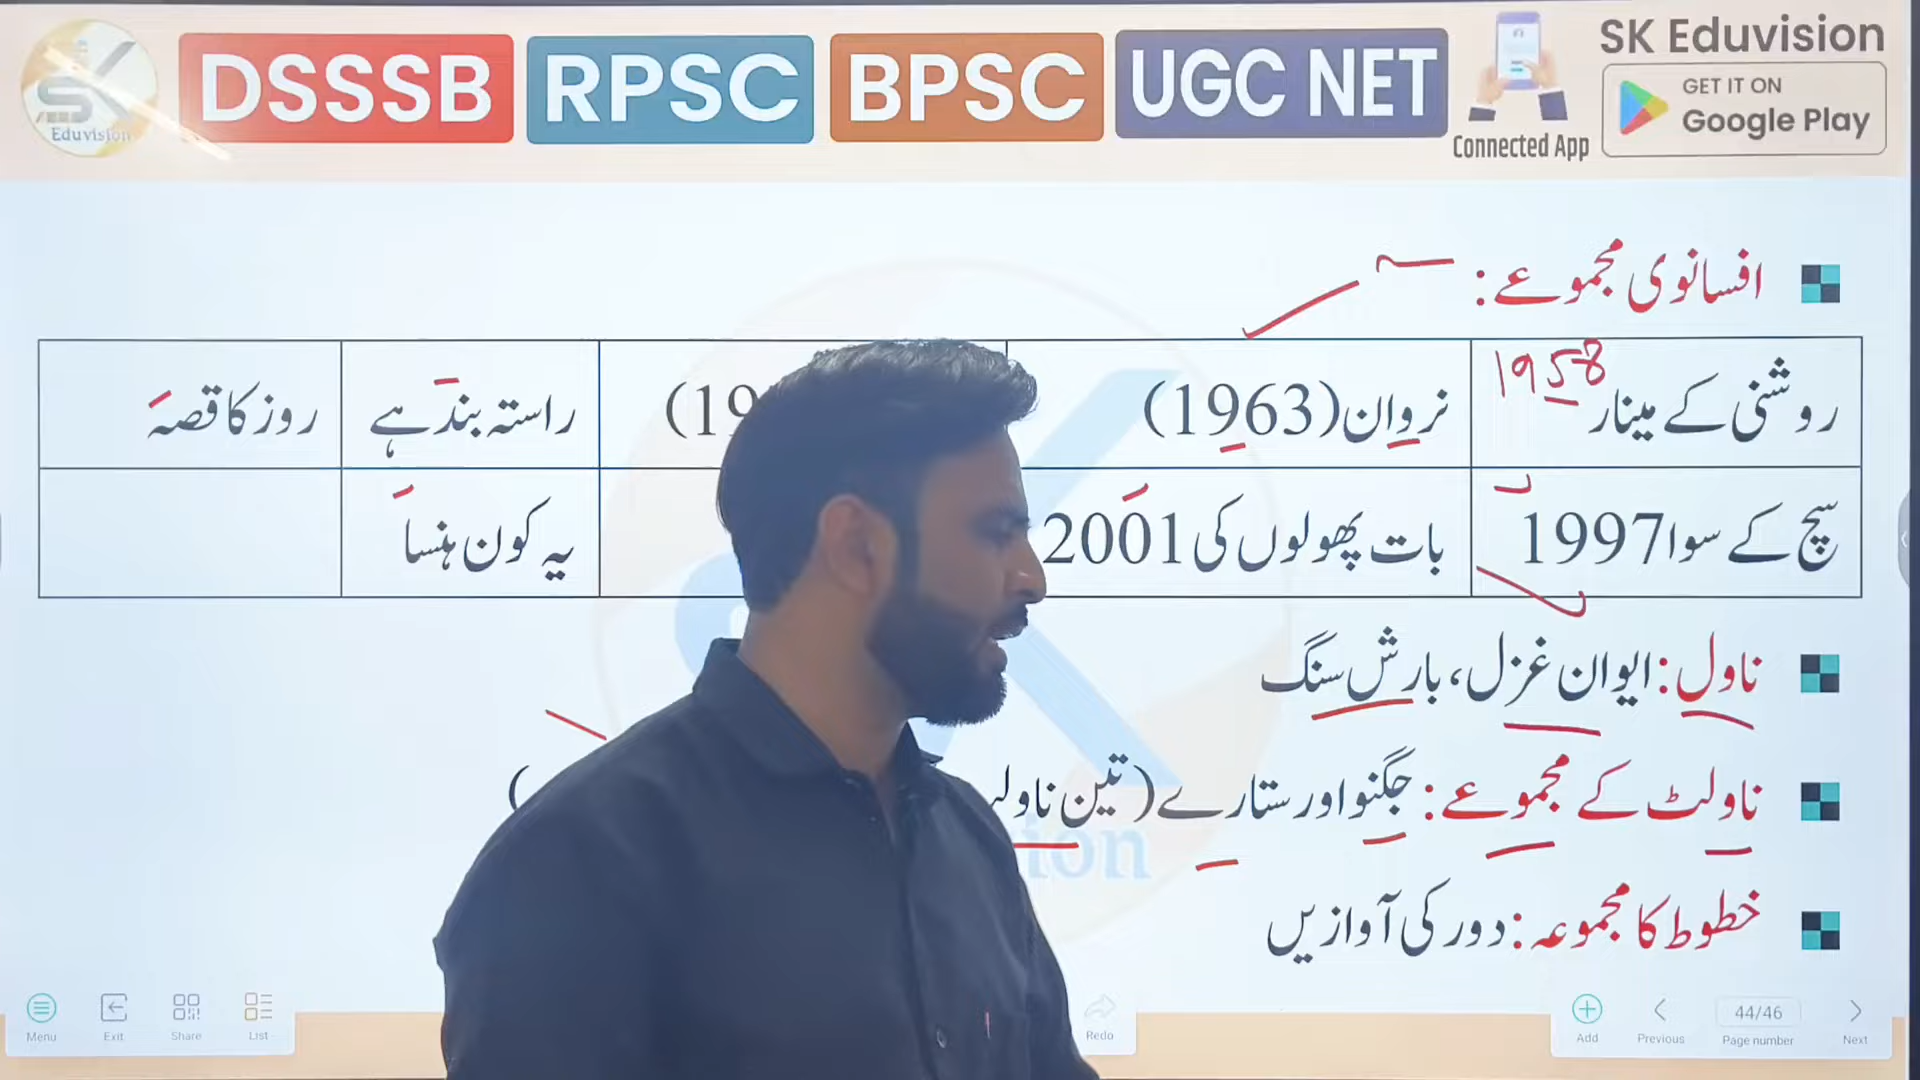 SK Eduvision
DSSSB RPSC BPSC UGC NET
Connected App
SK Eduvision
GET IT ON
Google Play
افسانوی مجموعے:
روشنی کے مینار 1958
نروان (1963)
(19
راستہ بند ہے
روز کا قصہ
سچ کے سوا 1997
بات پھولوں کی 2001
یہ کون ہنسا
ناول: ایوان غزل، بارش سنگ
ناولٹ کے مجموعے: جگنو اور ستارے (تین
خطوط کا مجموعہ: دور کی آوازیں
Menu Exit Share List Redo Add Previous 44/46 Page number Next